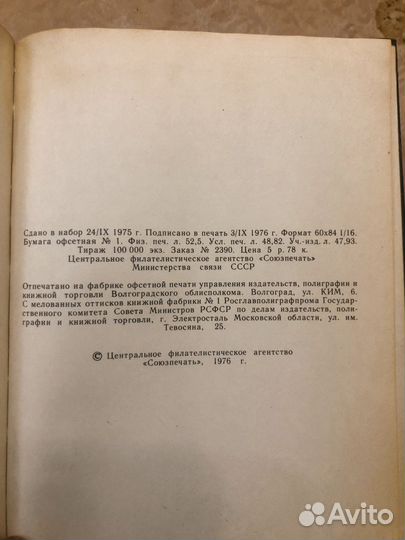 Сдано в набор 24/IX 1975 г. Подписано в печать 3/IX 1976 г. Формат 60х84 1/16.
Бумага офсетная № 1. Физ. печ. л. 52,5. Усл. печ. л. 48,82. Уч.-изд. л. 47,93.
Тираж 100 000 экз. Заказ № 2390. Цена 5 р. 78 к.
Центральное филателистическое агентство «Союзпечать»
Министерства связи СССР
Отпечатано на фабрике офсетной печати управления издательств, полиграфии и
книжной торговли Волгоградского облисполкома. Волгоград, ул. КИМ, 6.
С мелованных оттисков книжной фабрики № 1 Росглавполиграфпрома Государ-
ственного комитета Совета Министров РСФСР по делам издательств, поли-
графии и книжной торговли, г. Электросталь Московской области, ул. им.
Тевосяна, 25.
© Центральное филателистическое агентство
«Союзпечать», 1976 г.
Avito